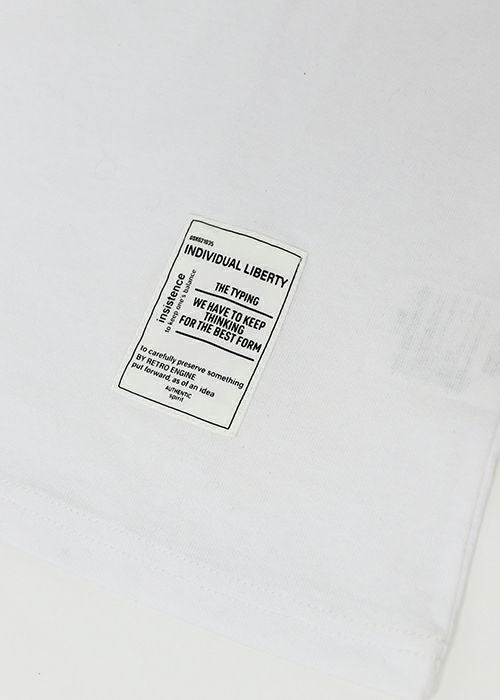 INDIVIDUAL LIBERTY
THE TYPING
insistence
to keep one's balance
WE HAVE TO KEEP
THINKING
FOR THE BEST FORM
to carefully preserve something
BY RETRO ENGINE
put forward, as of an idea
AUTHENTIC
spirit